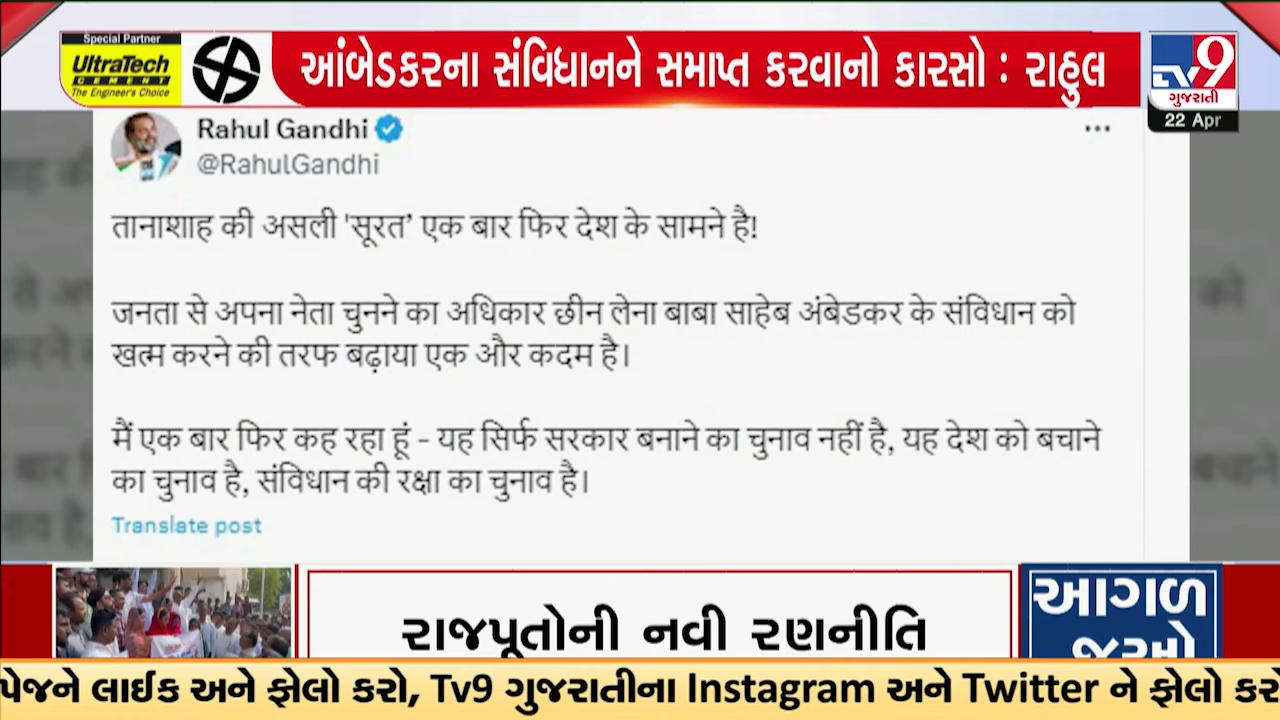 Special Partner
UltraTech
CEMENT
The Engineer's Choice
આંબેડકરના સંવિધાનને સમાપ્ત કરવાનો કારસો : રાહુલ
TV9
ગુજરાતી
22 Apr
Rahul Gandhi
@RahulGandhi
तानाशाह की असली 'सूरत’ एक बार फिर देश के सामने है!
जनता से अपना नेता चुनने का अधिकार छीन लेना बाबा साहेब अंबेडकर के संविधान को
खत्म करने की तरफ बढ़ाया एक और कदम है।
मैं एक बार फिर कह रहा हूं - यह सिर्फ सरकार बनाने का चुनाव नहीं है, यह देश को बचाने
का चुनाव है, संविधान की रक्षा का चुनाव है।
Translate post
રાજપૂતોની નવી રણનીતિ
આગળ
જુઓ
પેજને લાઈક અને ફોલો કરો, Tv9 ગુજરાતીના Instagram અને Twitter ને ફોલો કરો